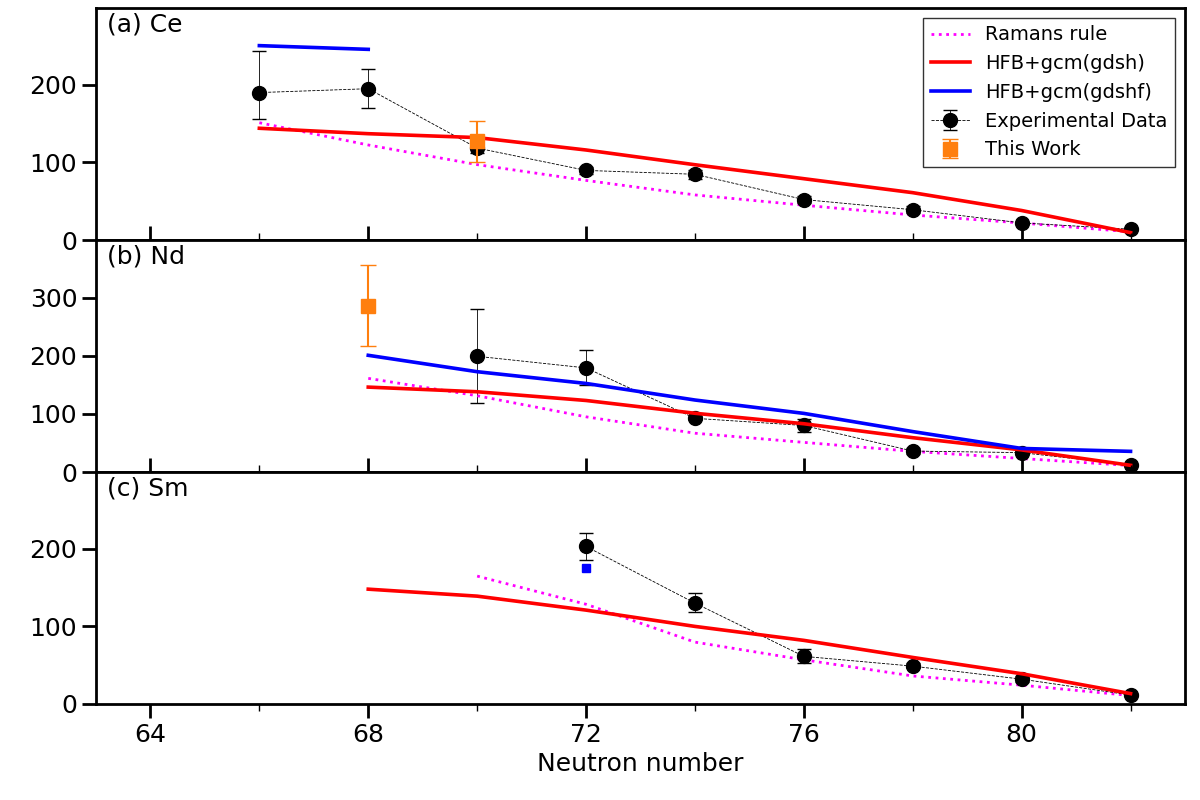 (a) Ce
Ramans rule
HFB+gcm(gdsh)
HFB+gcm(gdshf)
Experimental Data
This Work
200
100
0
(b) Nd
300
200
100
0
(c) Sm
200
100
0
64 68 72 76 80
Neutron number